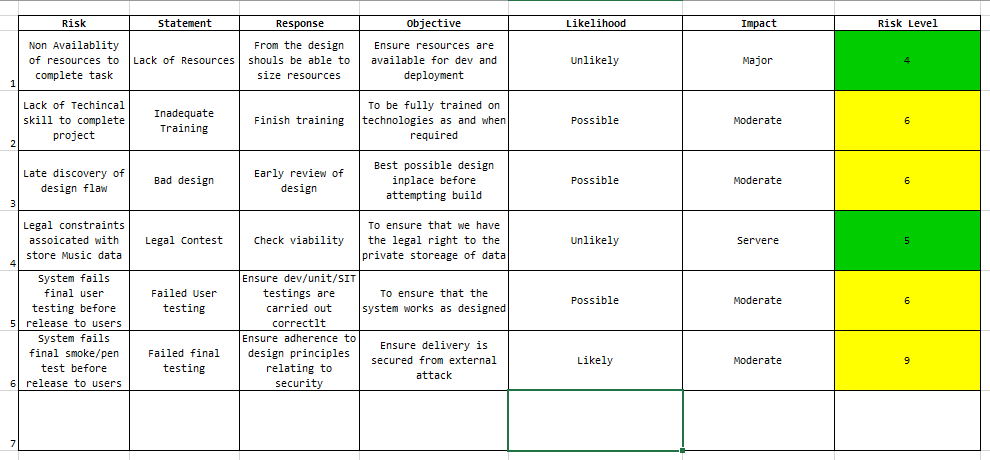 Risk Statement Response Objective Likelihood Impact Risk Level
Non Availablity
of resources to
complete task
Lack of Resources
From the design
shouls be able to
size resources
Ensure resources are
available for dev and
deployment
Unlikely
Major
4
1
Lack of Techincal
skill to complete
project
Inadequate
Training
Finish training
To be fully trained on
technologies as and when
required
Possible
Moderate
6
2
Late discovery of
design flaw
Bad design
Early review of
design
Best possible design
inplace before
attempting build
Possible
Moderate
6
3
Legal constraints
assoicated with
store Music data
Legal Contest
Check viability
To ensure that we have
the legal right to the
private storeage of data
Unlikely
Servere
5
4
System fails
final user
testing before
release to users
Failed User
testing
Ensure dev/unit/SIT
testings are
carried out
correctlt
To ensure that the
system works as designed
Possible
Moderate
6
5
System fails
final smoke/pen
test before
release to users
Failed final
testing
Ensure adherence to
design principles
relating to
security
Ensure delivery is
secured from external
attack
Likely
Moderate
9
6
7